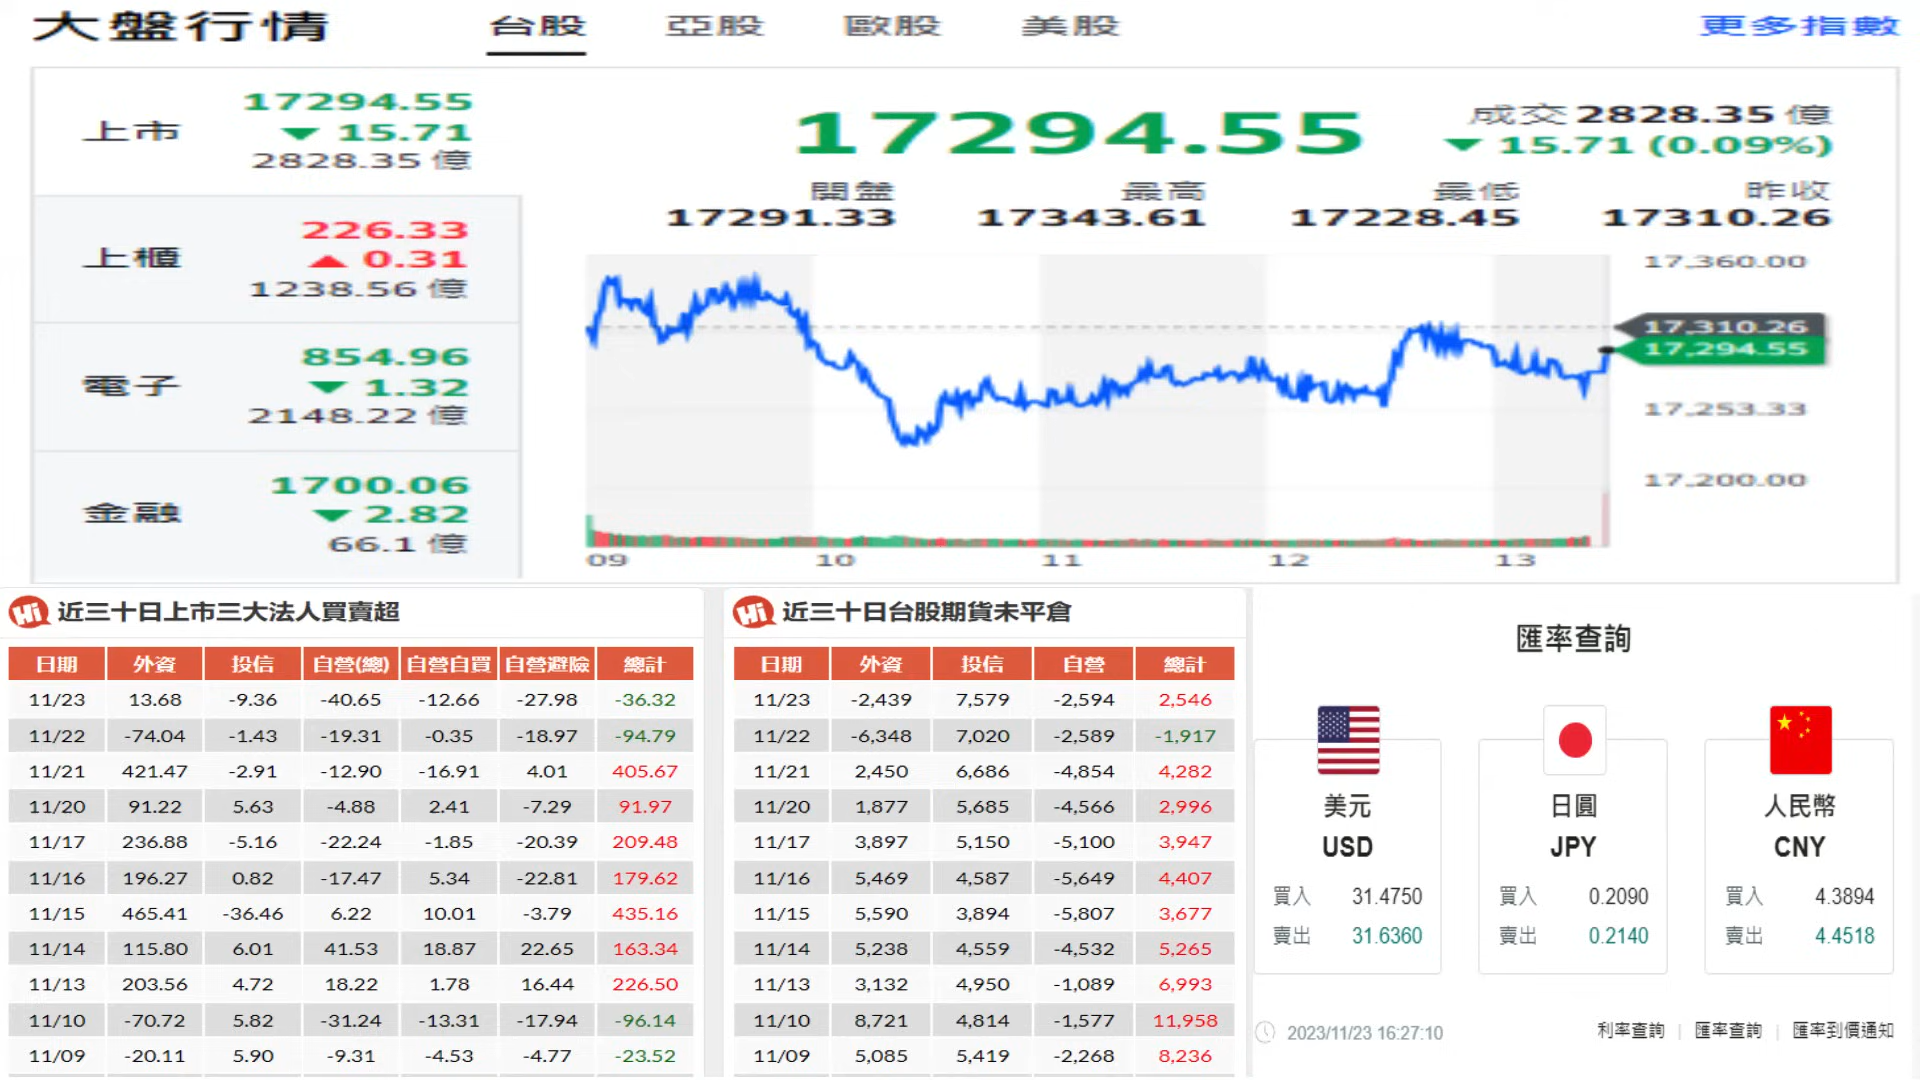 大盤行情 台股 亞股 歐股 美股 更多指數
上市 17294.55
▼ 15.71
2828.35 億
上櫃 226.33
▲ 0.31
1238.56 億
電子 854.96
▼ 1.32
2148.22 億
金融 1700.06
▼ 2.82
66.1 億
17294.55
成交 2828.35 億
▼ 15.71 (0.09%)
開盤 最高 最低 昨收
17291.33 17343.61 17228.45 17310.26
17,360.00
17,310.26
17,294.55
17,253.33
17,200.00
09 10 11 12 13
Hi 近三十日上市三大法人買賣超
日期 外資 投信 自營(總) 自營自買 自營避險 總計
11/23 13.68 -9.36 -40.65 -12.66 -27.98 -36.32
11/22 -74.04 -1.43 -19.31 -0.35 -18.97 -94.79
11/21 421.47 -2.91 -12.90 -16.91 4.01 405.67
11/20 91.22 5.63 -4.88 2.41 -7.29 91.97
11/17 236.88 -5.16 -22.24 -1.85 -20.39 209.48
11/16 196.27 0.82 -17.47 5.34 -22.81 179.62
11/15 465.41 -36.46 6.22 10.01 -3.79 435.16
11/14 115.80 6.01 41.53 18.87 22.65 163.34
11/13 203.56 4.72 18.22 1.78 16.44 226.50
11/10 -70.72 5.82 -31.24 -13.31 -17.94 -96.14
11/09 -20.11 5.90 -9.31 -4.53 -4.77 -23.52
Hi 近三十日台股期貨未平倉
日期 外資 投信 自營 總計
11/23 -2,439 7,579 -2,594 2,546
11/22 -6,348 7,020 -2,589 -1,917
11/21 2,450 6,686 -4,854 4,282
11/20 1,877 5,685 -4,566 2,996
11/17 3,897 5,150 -5,100 3,947
11/16 5,469 4,587 -5,649 4,407
11/15 5,590 3,894 -5,807 3,677
11/14 5,238 4,559 -4,532 5,265
11/13 3,132 4,950 -1,089 6,993
11/10 8,721 4,814 -1,577 11,958
11/09 5,085 5,419 -2,268 8,236
匯率查詢
美元 日圓 人民幣
USD JPY CNY
買入 31.4750 買入 0.2090 買入 4.3894
賣出 31.6360 賣出 0.2140 賣出 4.4518
2023/11/23 16:27:10 利率查詢 | 匯率查詢 | 匯率到價通知